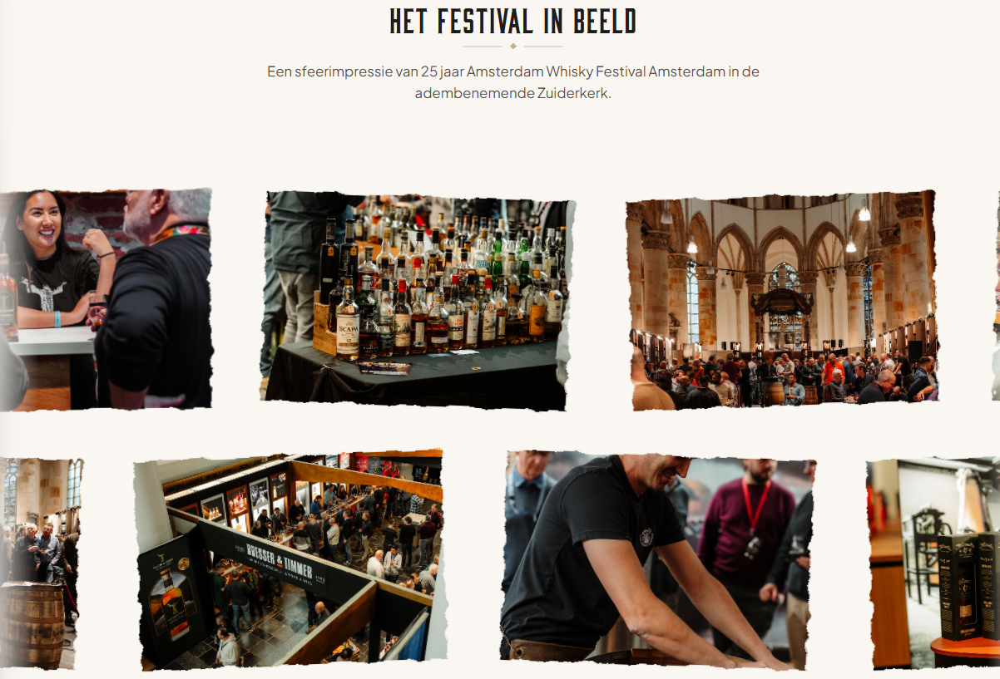 HET FESTIVAL IN BEELD
Een sfeerimpressie van 25 jaar Amsterdam Whisky Festival Amsterdam in de
adembenemende Zuiderkerk.
SCAPA
BRESSER & TIMMER